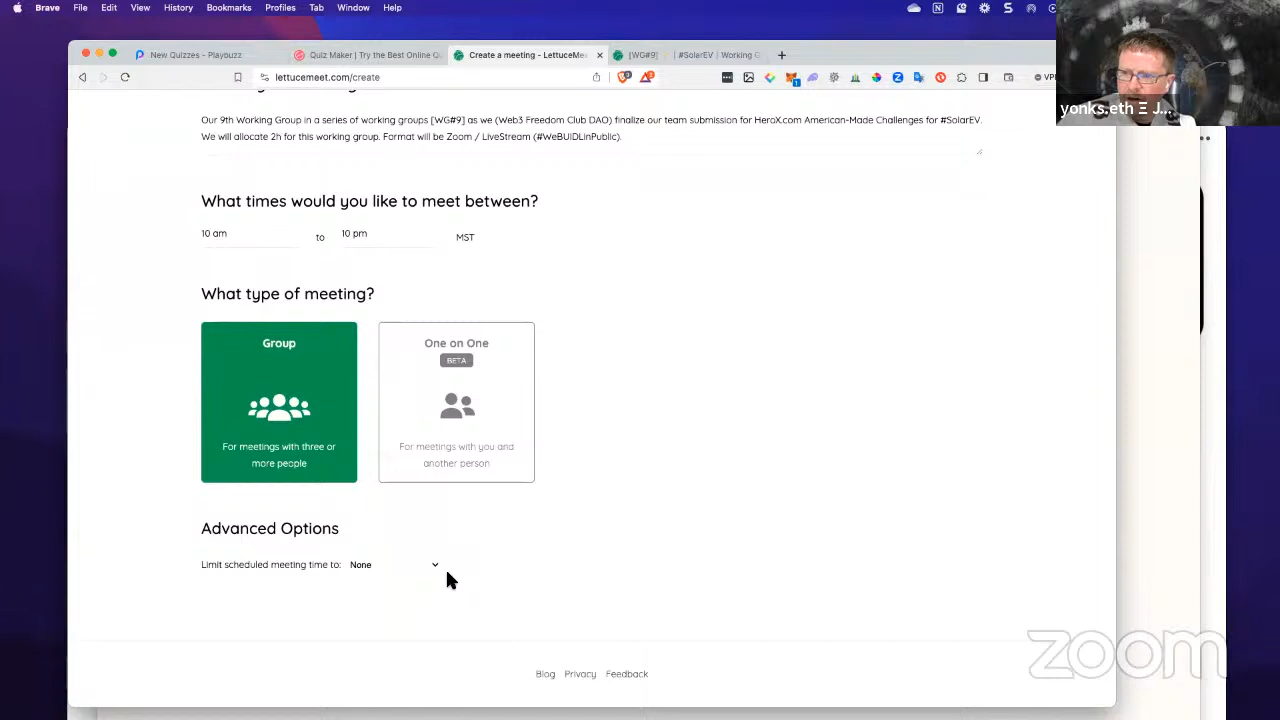 Brave File Edit View History Bookmarks Profiles Tab Window Help
New Quizzes - Playbuzz
Quiz Maker | Try the Best Online Q
Create a meeting - LettuceMee
[WG#9]
#SolarEV | Working G
lettucemeet.com/create
VP
yonks.eth Ξ J...
Our 9th Working Group in a series of working groups [WG#9] as we (Web3 Freedom Club DAO) finalize our team submission for HeroX.com American-Made Challenges for #SolarEV.
We will allocate 2h for this working group. Format will be Zoom / LiveStream (#WeBUiDLinPublic).
What times would you like to meet between?
10 am to 10 pm MST
What type of meeting?
Group
One on One
BETA
For meetings with three or
more people
For meetings with you and
another person
Advanced Options
Limit scheduled meeting time to: None
Blog Privacy Feedback
zoom